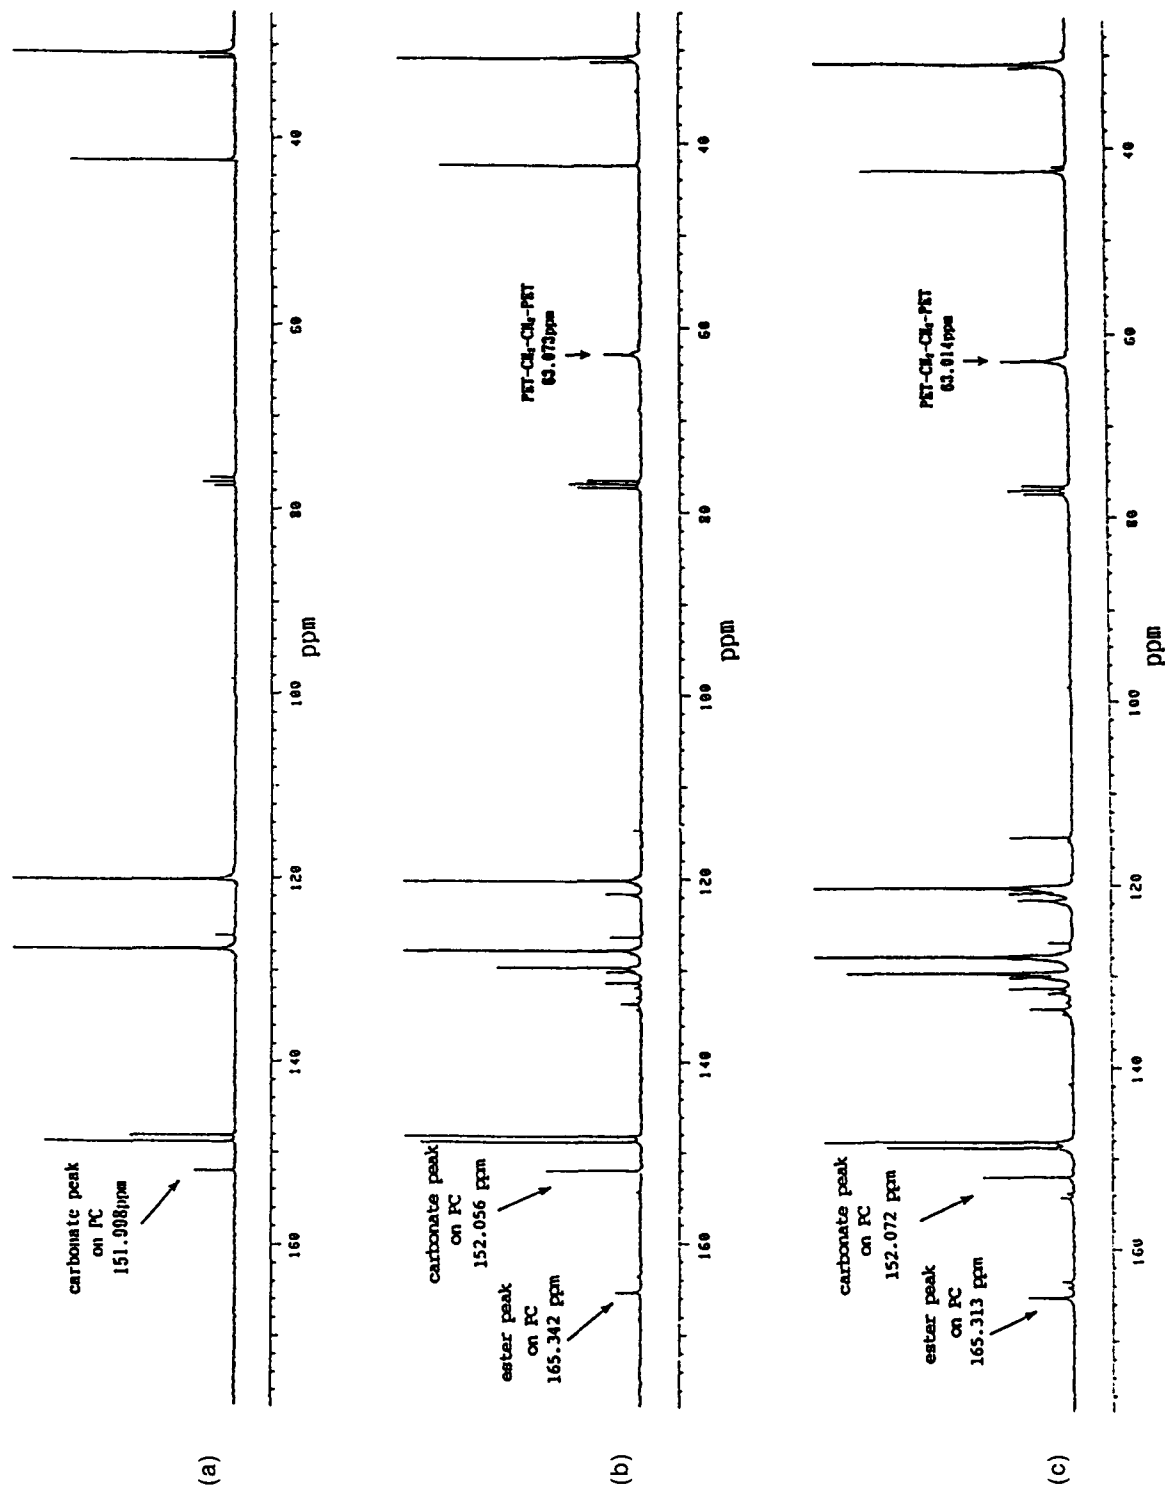 (a)
carbonate peak
on PC
151.998ppm
160
140
120
100
80
60
40
ppm
(b)
ester peak
on PC
165.342 ppm
carbonate peak
on PC
152.056 ppm
PET-CH₂-CH₂-PET
63.073ppm
160
140
120
100
80
60
40
ppm
(c)
ester peak
on PC
165.313 ppm
carbonate peak
on PC
152.072 ppm
PET-CH₂-CH₂-PET
63.014ppm
160
140
120
100
80
60
40
ppm